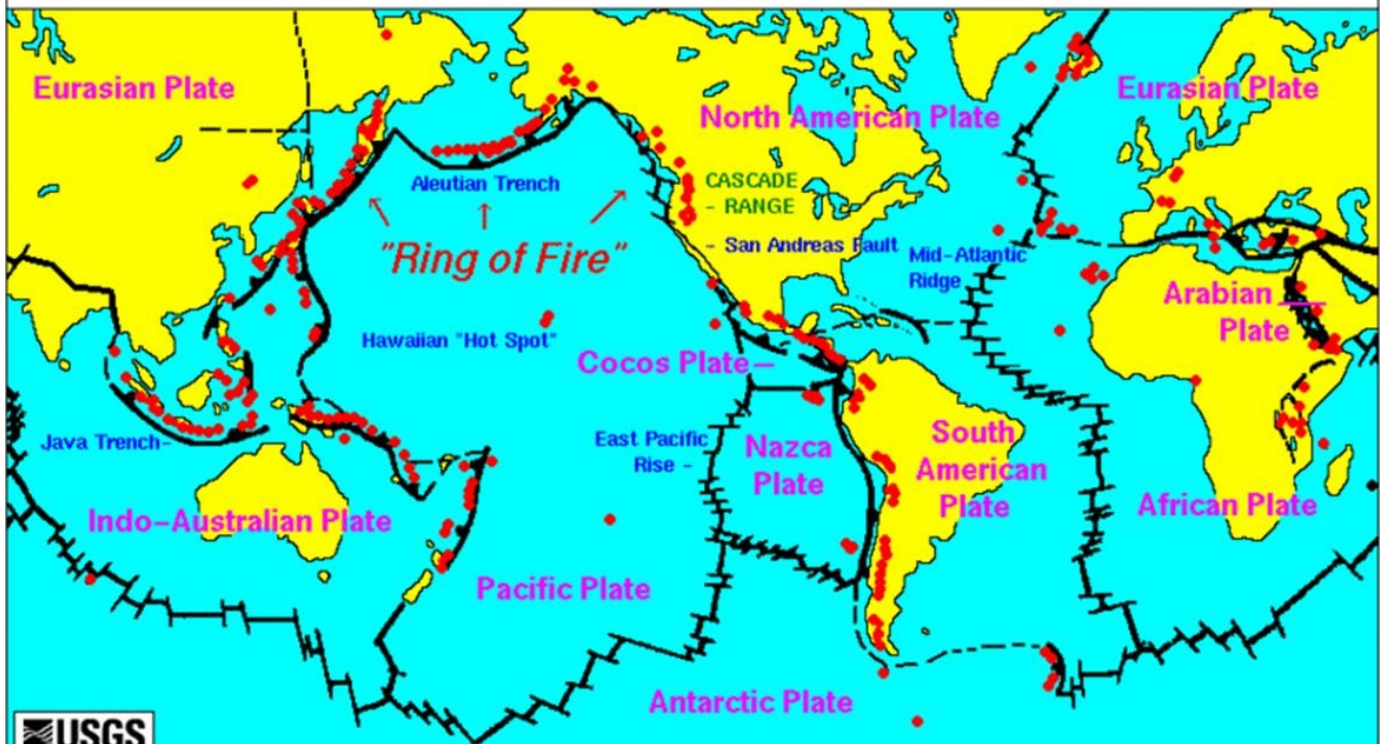 Eurasian Plate
Eurasian Plate
North American Plate
Aleutian Trench
CASCADE
- RANGE
"Ring of Fire"
- San Andreas Fault
Mid-Atlantic
Ridge
Arabian
Plate
Hawaiian "Hot Spot"
Cocos Plate
Java Trench-
East Pacific
Rise -
Nazca
Plate
South
American
Plate
Indo-Australian Plate
African Plate
Pacific Plate
Antarctic Plate
USGS